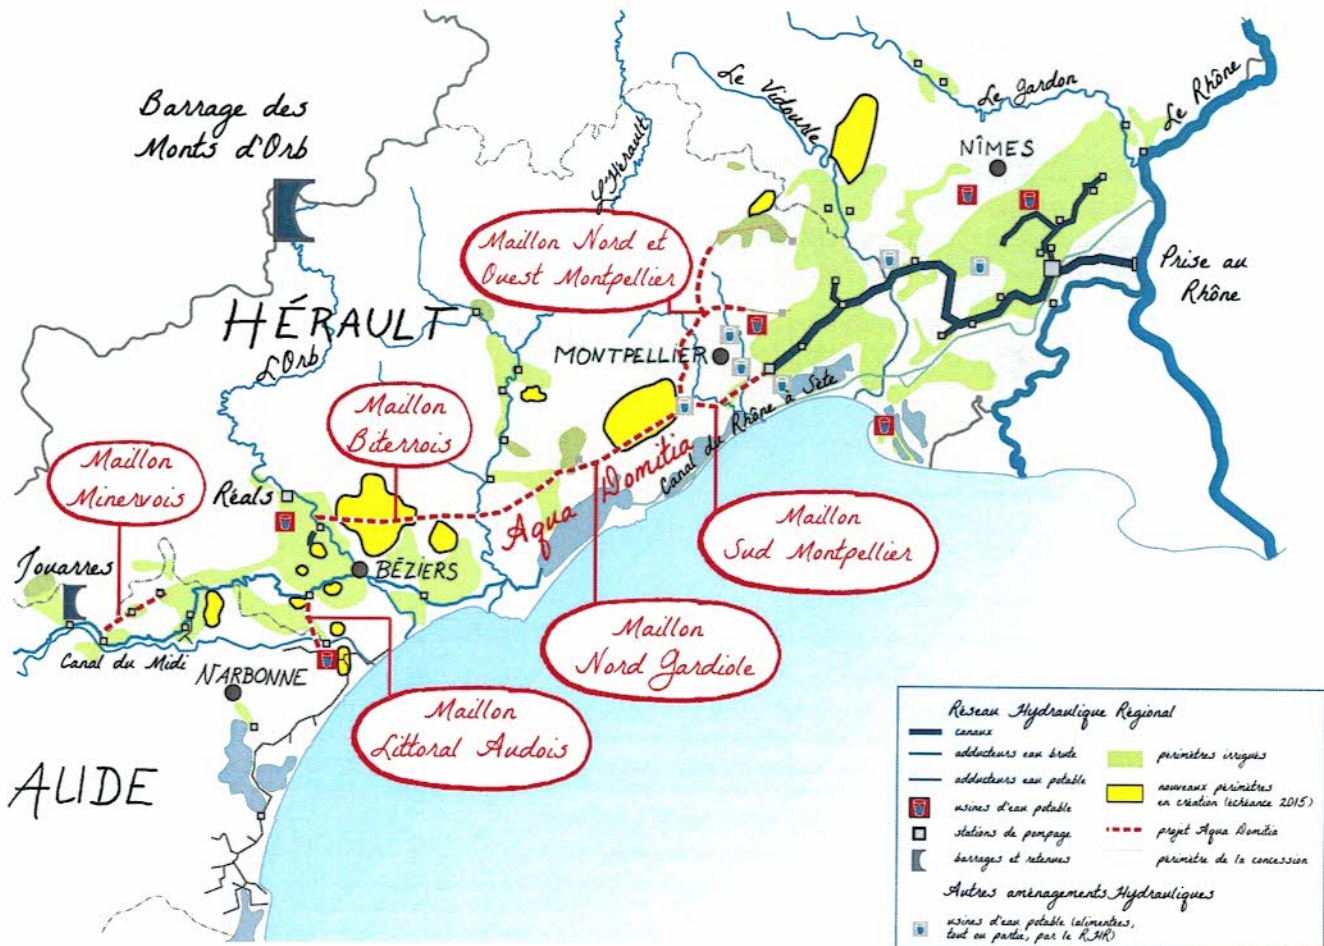 Barrage des
Monts d'Orb
Le Vidourle
Le Gardon
Le Rhône
L'Hérault
NÎMES
Maillon Nord et
Ouest Montpellier
Prise au
Rhône
HÉRAULT
L'Orb
MONTPELLIER
Maillon
Biterrois
Canal du Rhône à Sète
Maillon
Minervois
Réals
Aqua Domitia
Maillon
Sud Montpellier
Jouarres
BÉZIERS
Maillon
Nord Gardiole
Canal du Midi
NARBONNE
Maillon
Littoral Audois
AUDE
Réseau Hydraulique Régional
canaux
adducteurs eau brute
adducteurs eau potable
usines d'eau potable
stations de pompage
barrages et retenues
périmètres irrigués
nouveaux périmètres
en création (échéance 2015)
projet Aqua Domitia
périmètre de la concession
Autres aménagements Hydrauliques
usines d'eau potable (alimentées,
tout ou partie, par le RHR)